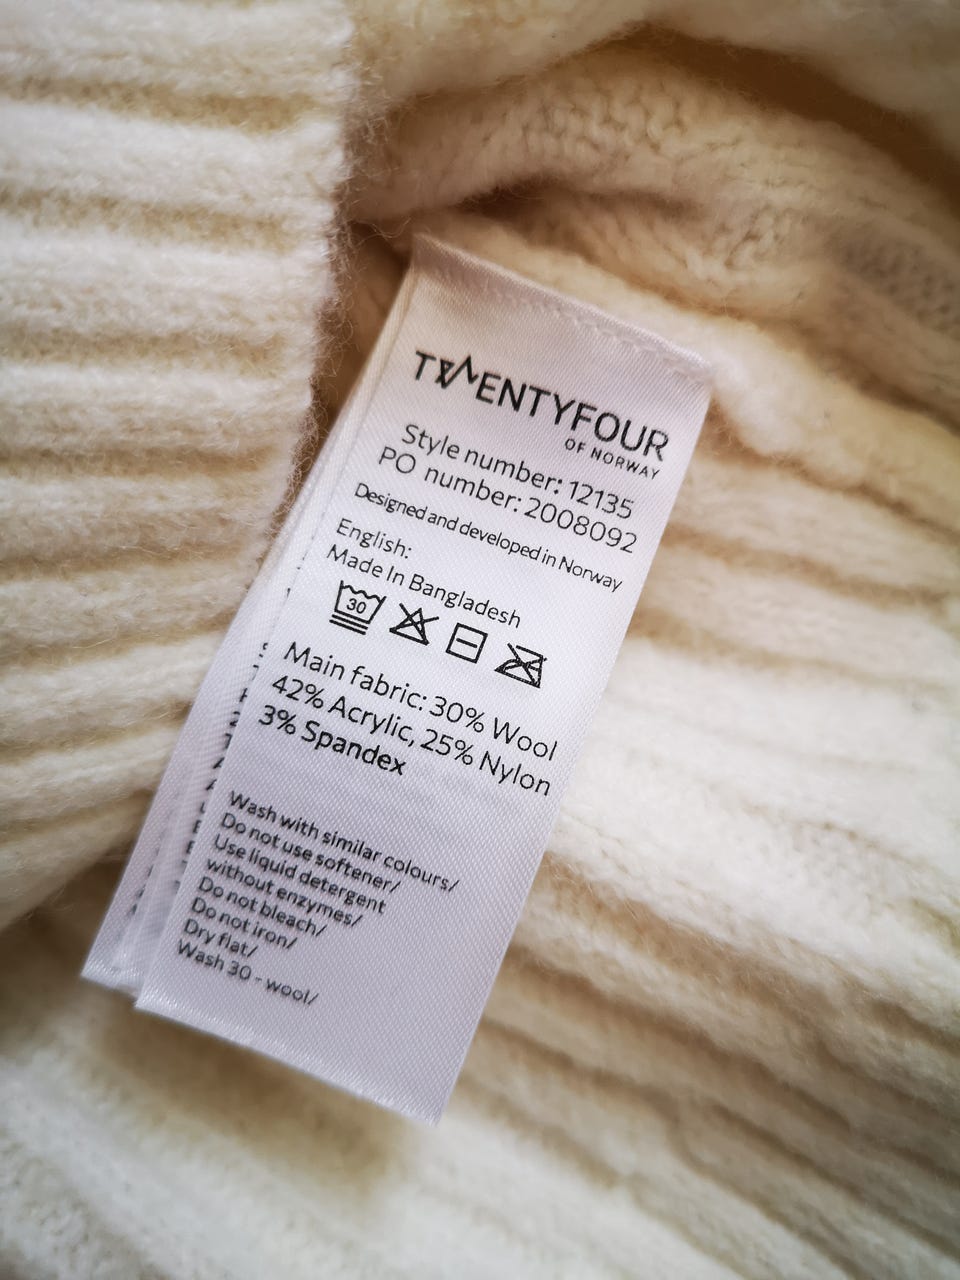 TWENTYFOUR
OF NORWAY
Style number: 12135
PO number: 2008092
Designed and developed in Norway
English:
Made In Bangladesh
30
Main fabric: 30% Wool
42% Acrylic, 25% Nylon
3% Spandex
Wash with similar colours/
Do not use softener/
Use liquid detergent
without enzymes/
Do not bleach/
Do not iron/
Dry flat/
Wash 30 - wool/